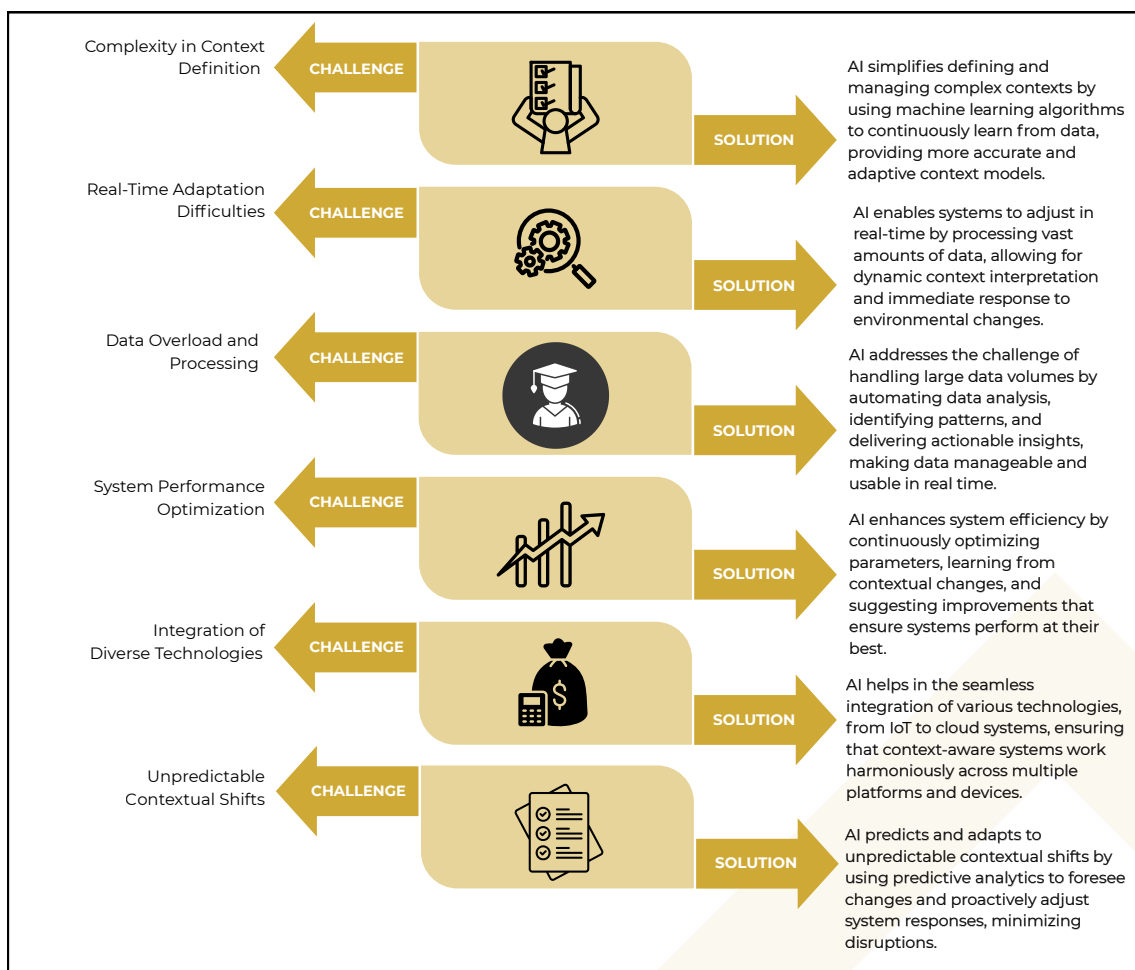 Complexity in Context
Definition
CHALLENGE
SOLUTION
AI simplifies defining and
managing complex contexts by
using machine learning algorithms
to continuously learn from data,
providing more accurate and
adaptive context models.
Real-Time Adaptation
Difficulties
CHALLENGE
SOLUTION
AI enables systems to adjust in
real-time by processing vast
amounts of data, allowing for
dynamic context interpretation
and immediate response to
environmental changes.
Data Overload and
Processing
CHALLENGE
SOLUTION
AI addresses the challenge of
handling large data volumes by
automating data analysis,
identifying patterns, and
delivering actionable insights,
making data manageable and
usable in real time.
System Performance
Optimization
CHALLENGE
SOLUTION
AI enhances system efficiency by
continuously optimizing
parameters, learning from
contextual changes, and
suggesting improvements that
ensure systems perform at their
best.
Integration of
Diverse Technologies
CHALLENGE
$
SOLUTION
AI helps in the seamless
integration of various technologies,
from IoT to cloud systems, ensuring
that context-aware systems work
harmoniously across multiple
platforms and devices.
Unpredictable
Contextual Shifts
CHALLENGE
SOLUTION
AI predicts and adapts to
unpredictable contextual shifts by
using predictive analytics to foresee
changes and proactively adjust
system responses, minimizing
disruptions.